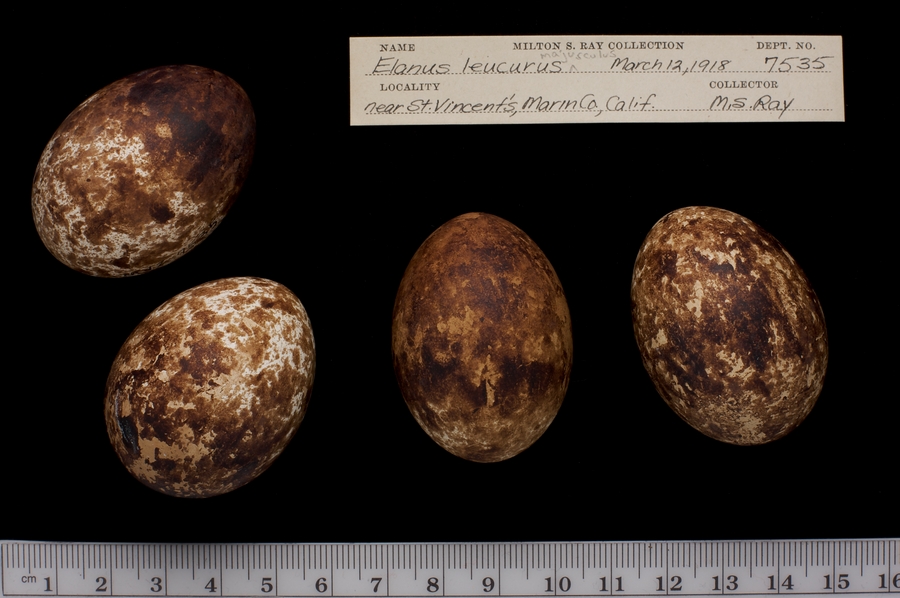 NAME MILTON S. RAY COLLECTION DEPT. NO.
majusculus
Elanus leucurus ^ March 12, 1918 7535
LOCALITY COLLECTOR
near St. Vincent's, Marin Co., Calif. M.S. Ray
cm 1 2 3 4 5 6 7 8 9 10 11 12 13 14 15 16